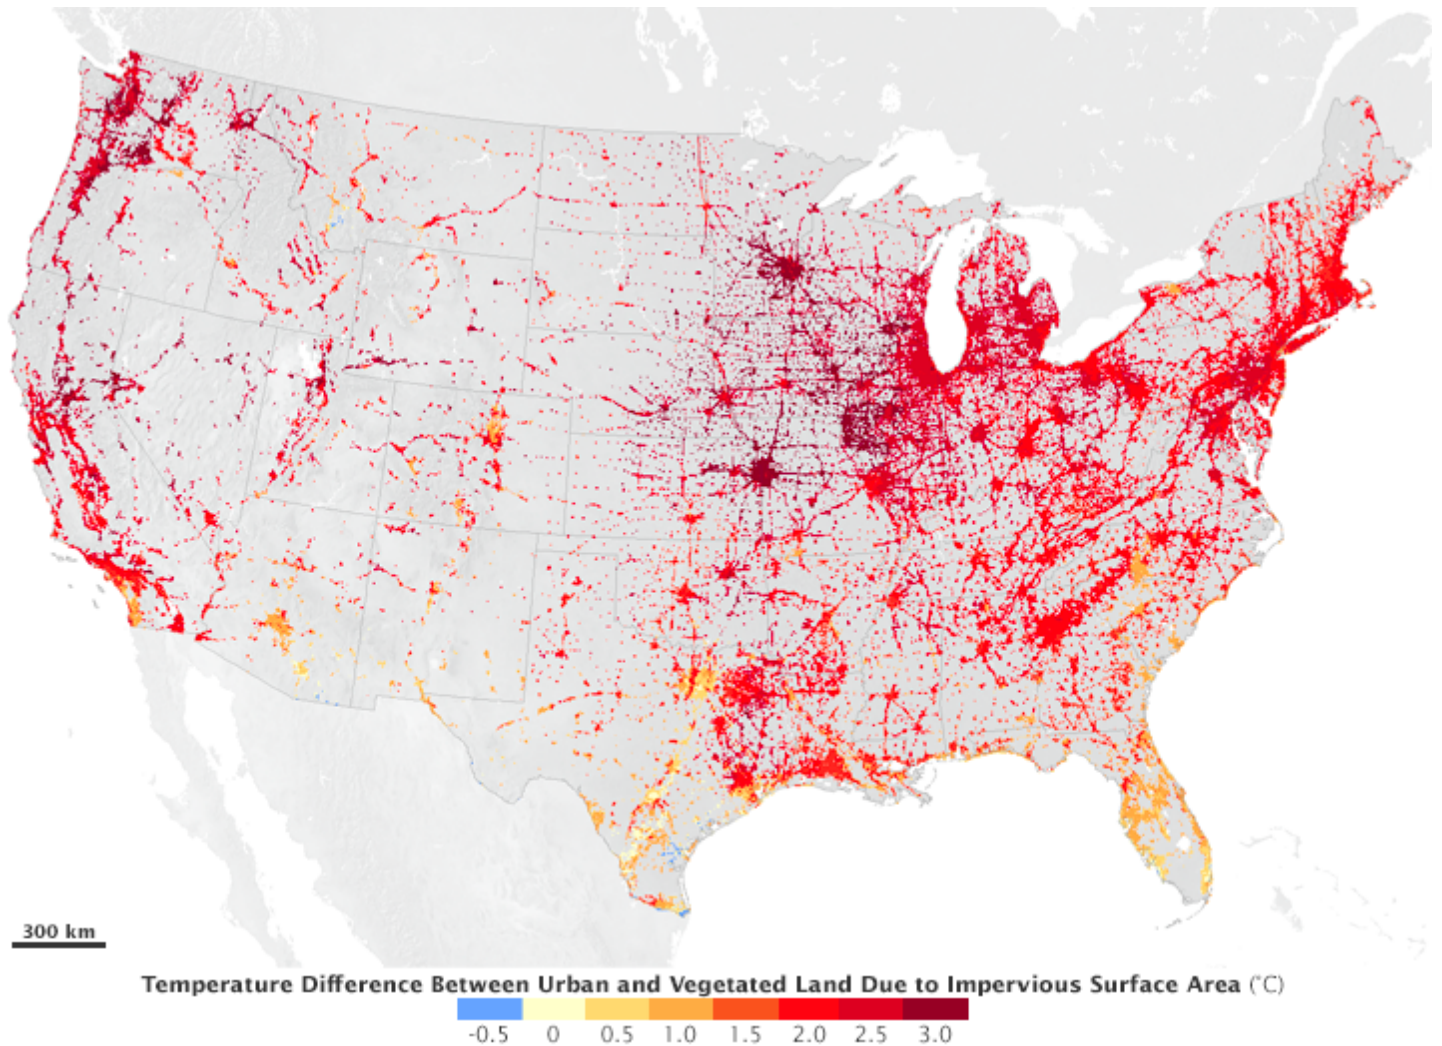 300 km
Temperature Difference Between Urban and Vegetated Land Due to Impervious Surface Area (°C)
-0.5 0 0.5 1.0 1.5 2.0 2.5 3.0